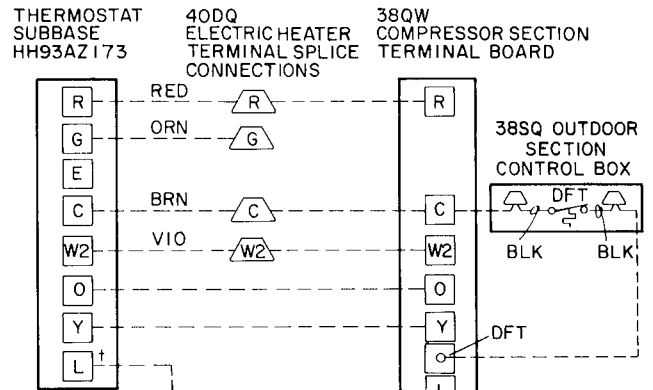 THERMOSTAT
SUBBASE
HH93AZ173
40DQ
ELECTRIC HEATER
TERMINAL SPLICE
CONNECTIONS
38QW
COMPRESSOR SECTION
TERMINAL BOARD
R RED R R
G ORN G
E
C BRN C C
W2 VIO W2 W2
O O
Y Y
L †
38SQ OUTDOOR
SECTION
CONTROL BOX
DFT
BLK BLK
DFT
L